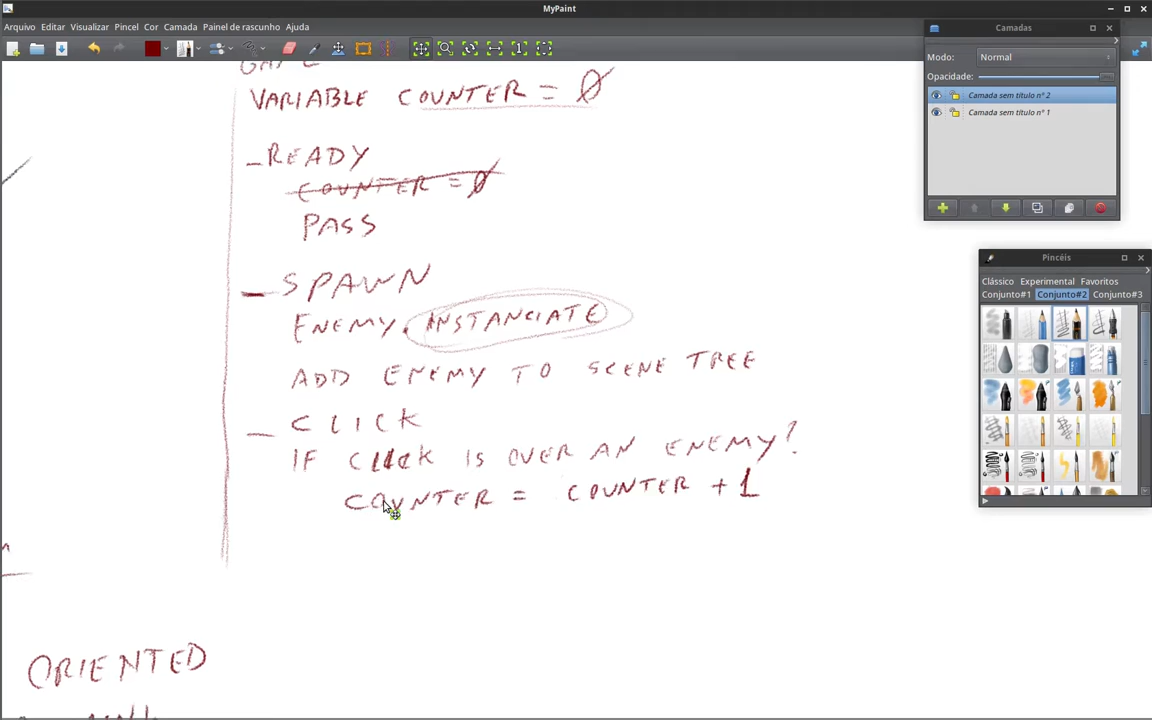 MyPaint
Arquivo Editar Visualizar Pincel Cor Camada Painel de rascunho Ajuda
Camadas
Modo: Normal
Opacidade:
Camada sem título nº 2
Camada sem título nº 1
Pincéis
Clássico Experimental Favoritos
Conjunto#1 Conjunto#2 Conjunto#3
VARIABLE COUNTER = 0
_READY
COUNTER = 0
PASS
_ SPAWN
ENEMY. INSTANCIATE
ADD ENEMY TO SCENE TREE
_ CLICK
IF CLICK IS OVER AN ENEMY?
COUNTER = COUNTER + 1
ORIENTED